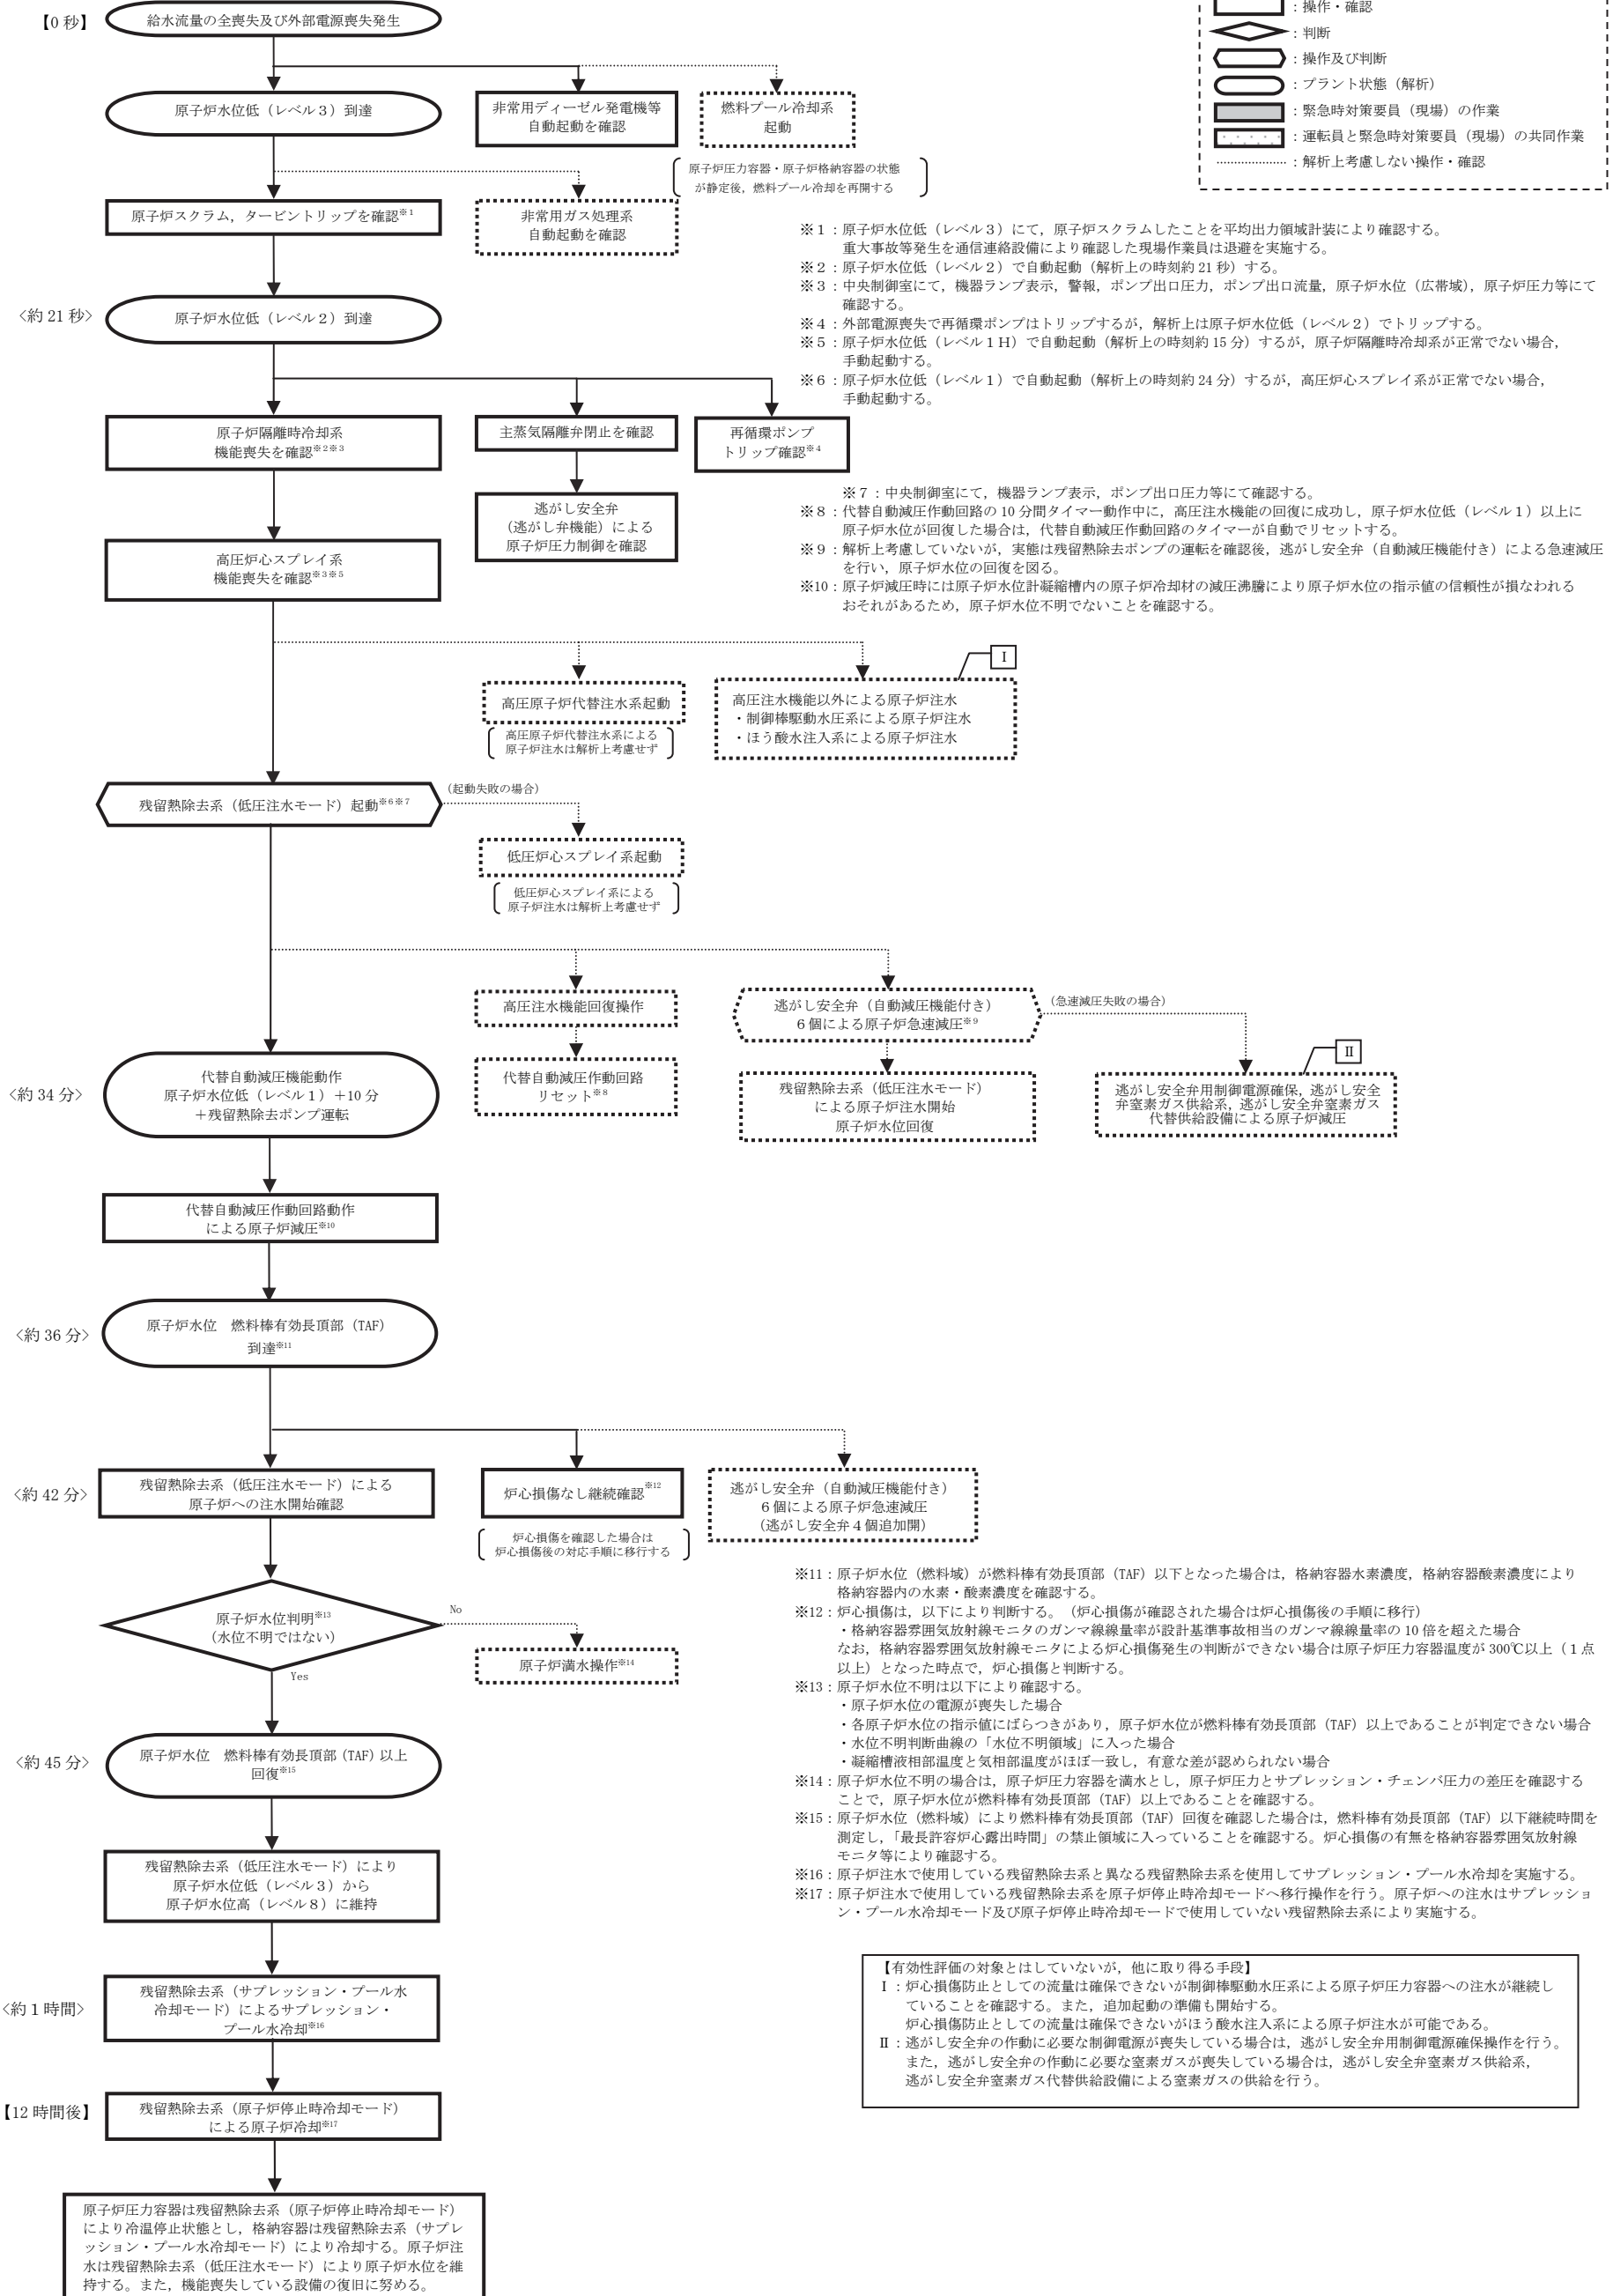 【0 秒】
給水流量の全喪失及び外部電源喪失発生
：操作・確認
：判断
：操作及び判断
：プラント状態（解析）
：緊急時対策要員（現場）の作業
：運転員と緊急時対策要員（現場）の共同作業
：解析上考慮しない操作・確認
原子炉水位低（レベル３）到達
非常用ディーゼル発電機等
自動起動を確認
燃料プール冷却系
起動
原子炉圧力容器・原子炉格納容器の状態
が静定後，燃料プール冷却を再開する
原子炉スクラム，タービントリップを確認※１
非常用ガス処理系
自動起動を確認
※１：原子炉水位低（レベル３）にて，原子炉スクラムしたことを平均出力領域計装により確認する。
重大事故等発生を通信連絡設備により確認した現場作業員は退避を実施する。
※２：原子炉水位低（レベル２）で自動起動（解析上の時刻約 21 秒）する。
※３：中央制御室にて，機器ランプ表示，警報，ポンプ出口圧力，ポンプ出口流量，原子炉水位（広帯域），原子炉圧力等にて
確認する。
※４：外部電源喪失で再循環ポンプはトリップするが，解析上は原子炉水位低（レベル２）でトリップする。
※５：原子炉水位低（レベル１Ｈ）で自動起動（解析上の時刻約 15 分）するが，原子炉隔離時冷却系が正常でない場合，
手動起動する。
※６：原子炉水位低（レベル１）で自動起動（解析上の時刻約 24 分）するが，高圧炉心スプレイ系が正常でない場合，
手動起動する。
〈約 21 秒〉
原子炉水位低（レベル２）到達
原子炉隔離時冷却系
機能喪失を確認※２※３
主蒸気隔離弁閉止を確認
再循環ポンプ
トリップ確認※４
逃がし安全弁
（逃がし弁機能）による
原子炉圧力制御を確認
高圧炉心スプレイ系
機能喪失を確認※３※５
※７：中央制御室にて，機器ランプ表示，ポンプ出口圧力等にて確認する。
※８：代替自動減圧作動回路の 10 分間タイマー動作中に，高圧注水機能の回復に成功し，原子炉水位低（レベル１）以上に
原子炉水位が回復した場合は，代替自動減圧作動回路のタイマーが自動でリセットする。
※９：解析上考慮していないが，実態は残留熱除去ポンプの運転を確認後，逃がし安全弁（自動減圧機能付き）による急速減圧
を行い，原子炉水位の回復を図る。
※10：原子炉減圧時には原子炉水位計凝縮槽内の原子炉冷却材の減圧沸騰により原子炉水位の指示値の信頼性が損なわれる
おそれがあるため，原子炉水位不明でないことを確認する。
Ⅰ
高圧原子炉代替注水系起動
高圧原子炉代替注水系による
原子炉注水は解析上考慮せず
高圧注水機能以外による原子炉注水
・制御棒駆動水圧系による原子炉注水
・ほう酸水注入系による原子炉注水
残留熱除去系（低圧注水モード）起動※６※７
（起動失敗の場合）
低圧炉心スプレイ系起動
低圧炉心スプレイ系による
原子炉注水は解析上考慮せず
高圧注水機能回復操作
逃がし安全弁（自動減圧機能付き）
６個による原子炉急速減圧※９
（急速減圧失敗の場合）
Ⅱ
〈約 34 分〉
代替自動減圧機能動作
原子炉水位低（レベル１）＋10 分
＋残留熱除去ポンプ運転
代替自動減圧作動回路
リセット※８
残留熱除去系（低圧注水モード）
による原子炉注水開始
原子炉水位回復
逃がし安全弁用制御電源確保，逃がし安全
弁窒素ガス供給系，逃がし安全弁窒素ガス
代替供給設備による原子炉減圧
代替自動減圧作動回路動作
による原子炉減圧※10
〈約 36 分〉
原子炉水位　燃料棒有効長頂部（TAF）
到達※11
〈約 42 分〉
残留熱除去系（低圧注水モード）による
原子炉への注水開始確認
炉心損傷なし継続確認※12
炉心損傷を確認した場合は
炉心損傷後の対応手順に移行する
逃がし安全弁（自動減圧機能付き）
６個による原子炉急速減圧
（逃がし安全弁４個追加開）
原子炉水位判明※13
（水位不明ではない）
No
Yes
原子炉満水操作※14
※11：原子炉水位（燃料域）が燃料棒有効長頂部（TAF）以下となった場合は，格納容器水素濃度，格納容器酸素濃度により
格納容器内の水素・酸素濃度を確認する。
※12：炉心損傷は，以下により判断する。（炉心損傷が確認された場合は炉心損傷後の手順に移行）
・格納容器雰囲気放射線モニタのガンマ線線量率が設計基準事故相当のガンマ線線量率の 10 倍を超えた場合
なお，格納容器雰囲気放射線モニタによる炉心損傷発生の判断ができない場合は原子炉圧力容器温度が 300℃以上（１点
以上）となった時点で，炉心損傷と判断する。
※13：原子炉水位不明は以下により確認する。
・原子炉水位の電源が喪失した場合
・各原子炉水位の指示値にばらつきがあり，原子炉水位が燃料棒有効長頂部（TAF）以上であることが判定できない場合
・水位不明判断曲線の「水位不明領域」に入った場合
・凝縮槽液相部温度と気相部温度がほぼ一致し，有意な差が認められない場合
※14：原子炉水位不明の場合は，原子炉圧力容器を満水とし，原子炉圧力とサプレッション・チェンバ圧力の差圧を確認する
ことで，原子炉水位が燃料棒有効長頂部（TAF）以上であることを確認する。
※15：原子炉水位（燃料域）により燃料棒有効長頂部（TAF）回復を確認した場合は，燃料棒有効長頂部（TAF）以下継続時間を
測定し，「最長許容炉心露出時間」の禁止領域に入っていることを確認する。炉心損傷の有無を格納容器雰囲気放射線
モニタ等により確認する。
※16：原子炉注水で使用している残留熱除去系と異なる残留熱除去系を使用してサプレッション・プール水冷却を実施する。
※17：原子炉注水で使用している残留熱除去系を原子炉停止時冷却モードへ移行操作を行う。原子炉への注水はサプレッショ
ン・プール水冷却モード及び原子炉停止時冷却モードで使用していない残留熱除去系により実施する。
〈約 45 分〉
原子炉水位　燃料棒有効長頂部（TAF）以上
回復※15
残留熱除去系（低圧注水モード）により
原子炉水位低（レベル３）から
原子炉水位高（レベル８）に維持
〈約１時間〉
残留熱除去系（サプレッション・プール水
冷却モード）によるサプレッション・
プール水冷却※16
【有効性評価の対象とはしていないが，他に取り得る手段】
Ⅰ：炉心損傷防止としての流量は確保できないが制御棒駆動水圧系による原子炉圧力容器への注水が継続し
ていることを確認する。また，追加起動の準備も開始する。
炉心損傷防止としての流量は確保できないがほう酸水注入系による原子炉注水が可能である。
Ⅱ：逃がし安全弁の作動に必要な制御電源が喪失している場合は，逃がし安全弁用制御電源確保操作を行う。
また，逃がし安全弁の作動に必要な窒素ガスが喪失している場合は，逃がし安全弁窒素ガス供給系，
逃がし安全弁窒素ガス代替供給設備による窒素ガスの供給を行う。
【12 時間後】
残留熱除去系（原子炉停止時冷却モード）
による原子炉冷却※17
原子炉圧力容器は残留熱除去系（原子炉停止時冷却モード）
により冷温停止状態とし，格納容器は残留熱除去系（サプレ
ッション・プール水冷却モード）により冷却する。原子炉注
水は残留熱除去系（低圧注水モード）により原子炉水位を維
持する。また，機能喪失している設備の復旧に努める。